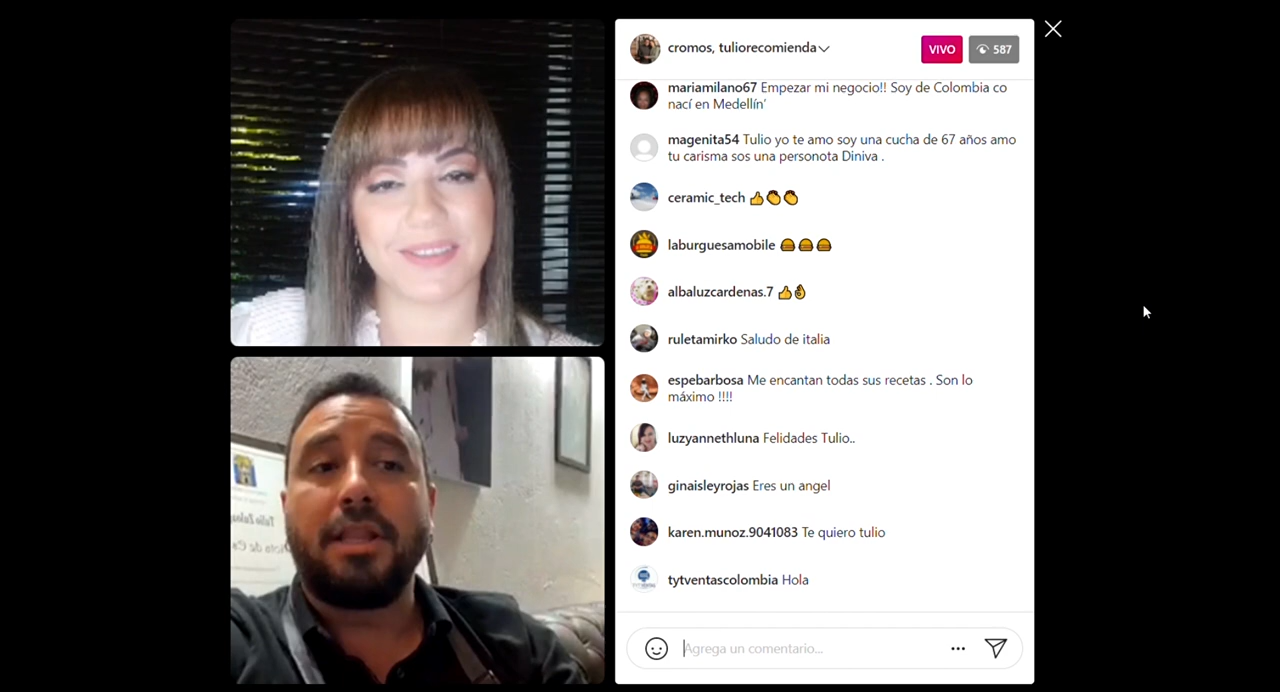 cromos, tuliorecomienda
VIVO
587
mariamilano67 Empezar mi negocio!! Soy de Colombia co
nací en Medellín'
magenita54 Tulio yo te amo soy una cucha de 67 años amo
tu carisma sos una personota Diniva .
ceramic_tech 👍👏👏
laburguesamobile 🍔🍔🍔
albaluzcardenas.7 👍👌
ruletamirko Saludo de italia
espebarbosa Me encantan todas sus recetas . Son lo
máximo !!!!
luzyannethluna Felidades Tulio..
ginaisleyrojas Eres un angel
karen.munoz.9041083 Te quiero tulio
tytventascolombia Hola
Agrega un comentario...